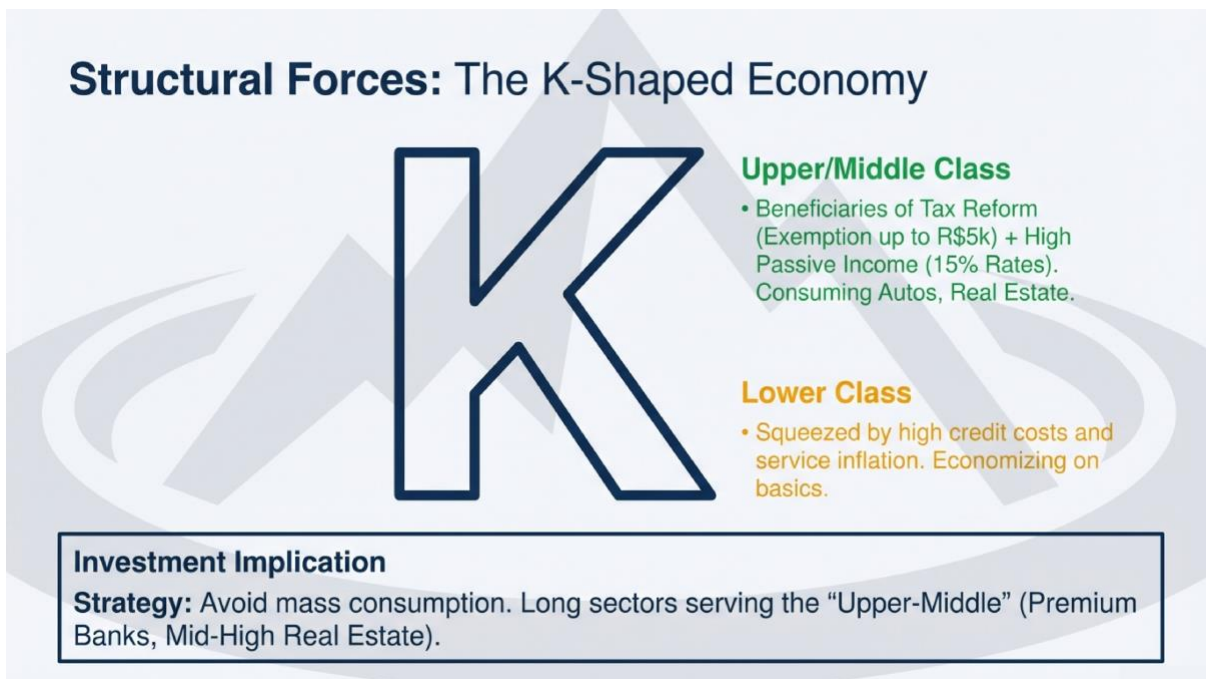 Structural Forces: The K-Shaped Economy
Upper/Middle Class
• Beneficiaries of Tax Reform
(Exemption up to R$5k) + High
Passive Income (15% Rates).
Consuming Autos, Real Estate.
Lower Class
• Squeezed by high credit costs and
service inflation. Economizing on
basics.
Investment Implication
Strategy: Avoid mass consumption. Long sectors serving the “Upper-Middle” (Premium
Banks, Mid-High Real Estate).